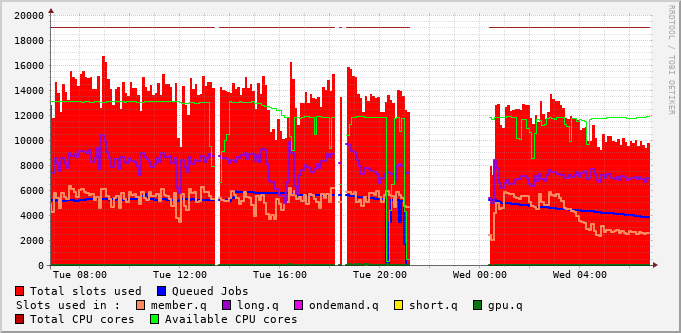 20000
18000
16000
14000
12000
10000
8000
6000
4000
2000
0
Tue 08:00 Tue 12:00 Tue 16:00 Tue 20:00 Wed 00:00 Wed 04:00
Total slots used Queued Jobs
Slots used in : member.q long.q ondemand.q short.q gpu.q
Total CPU cores Available CPU cores
RRDTOOL / TOBI OETIKER